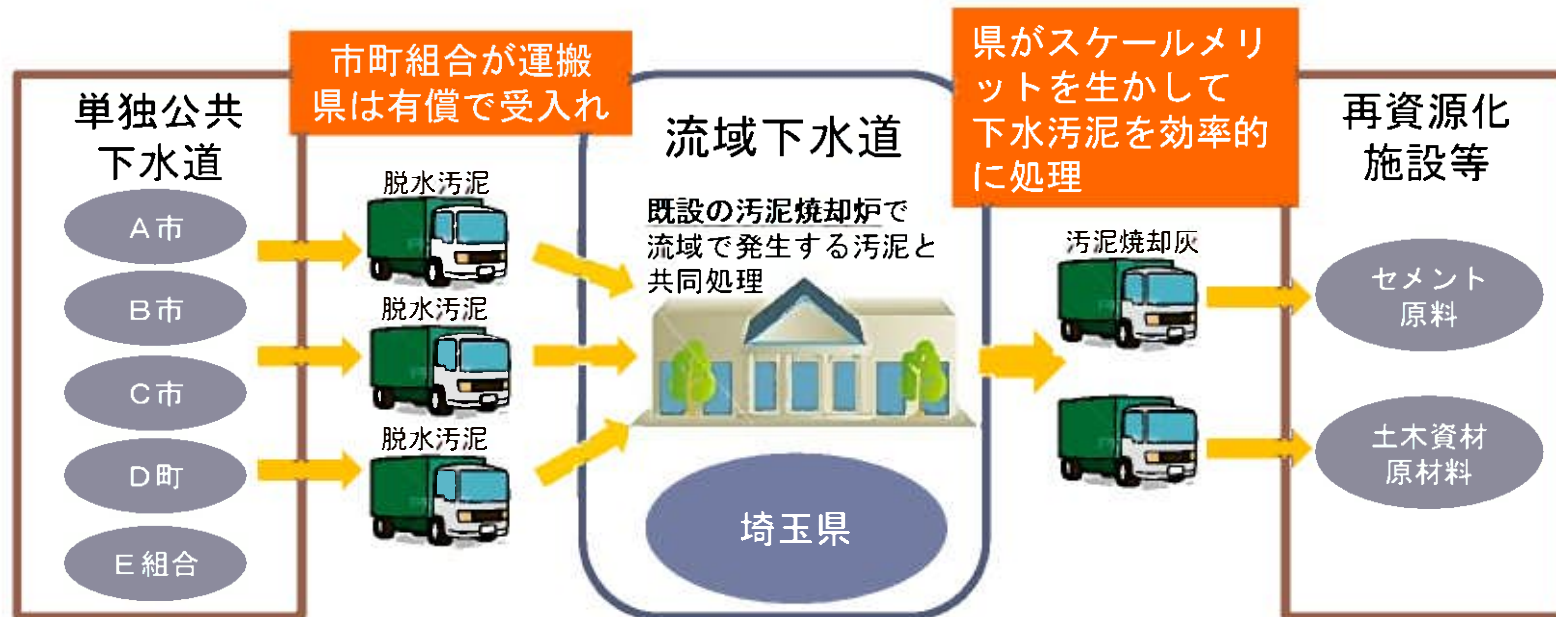 単独公共
下水道
A市
B市
C市
D町
E組合
市町組合が運搬
県は有償で受入れ
脱水汚泥
脱水汚泥
脱水汚泥
流域下水道
既設の汚泥焼却炉で
流域で発生する汚泥と
共同処理
埼玉県
県がスケールメリ
ットを生かして
下水汚泥を効率的
に処理
汚泥焼却灰
再資源化
施設等
セメント
原料
土木資材
原材料